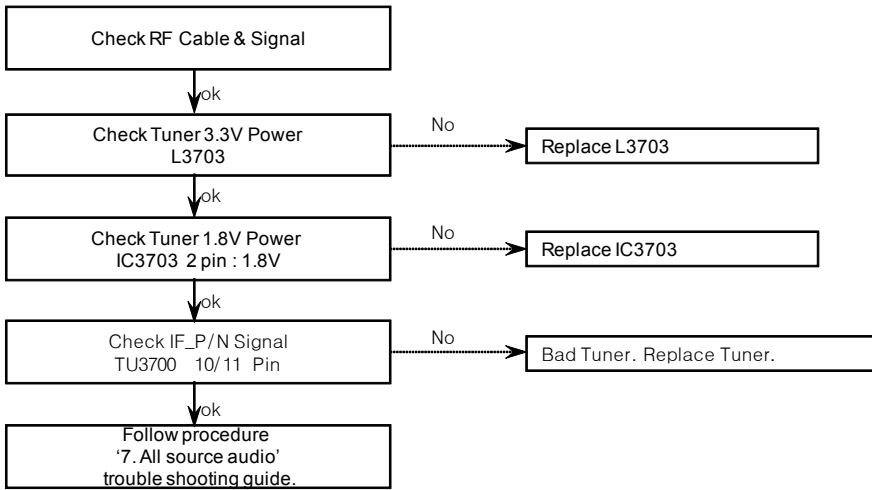 Check RF Cable & Signal
ok
Check Tuner 3.3V Power
L3703
No
Replace L3703
ok
Check Tuner 1.8V Power
IC3703 2 pin : 1.8V
No
Replace IC3703
ok
Check IF_P/N Signal
TU3700 10/11 Pin
No
Bad Tuner. Replace Tuner.
ok
Follow procedure
‘7. All source audio’
trouble shooting guide.